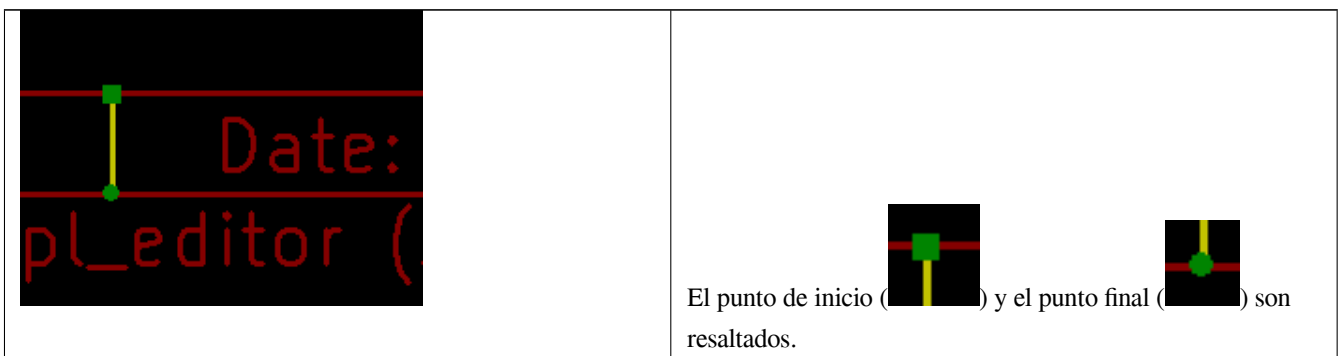 Date:
pl_editor (
El punto de inicio ( ) y el punto final ( ) son
resaltados.